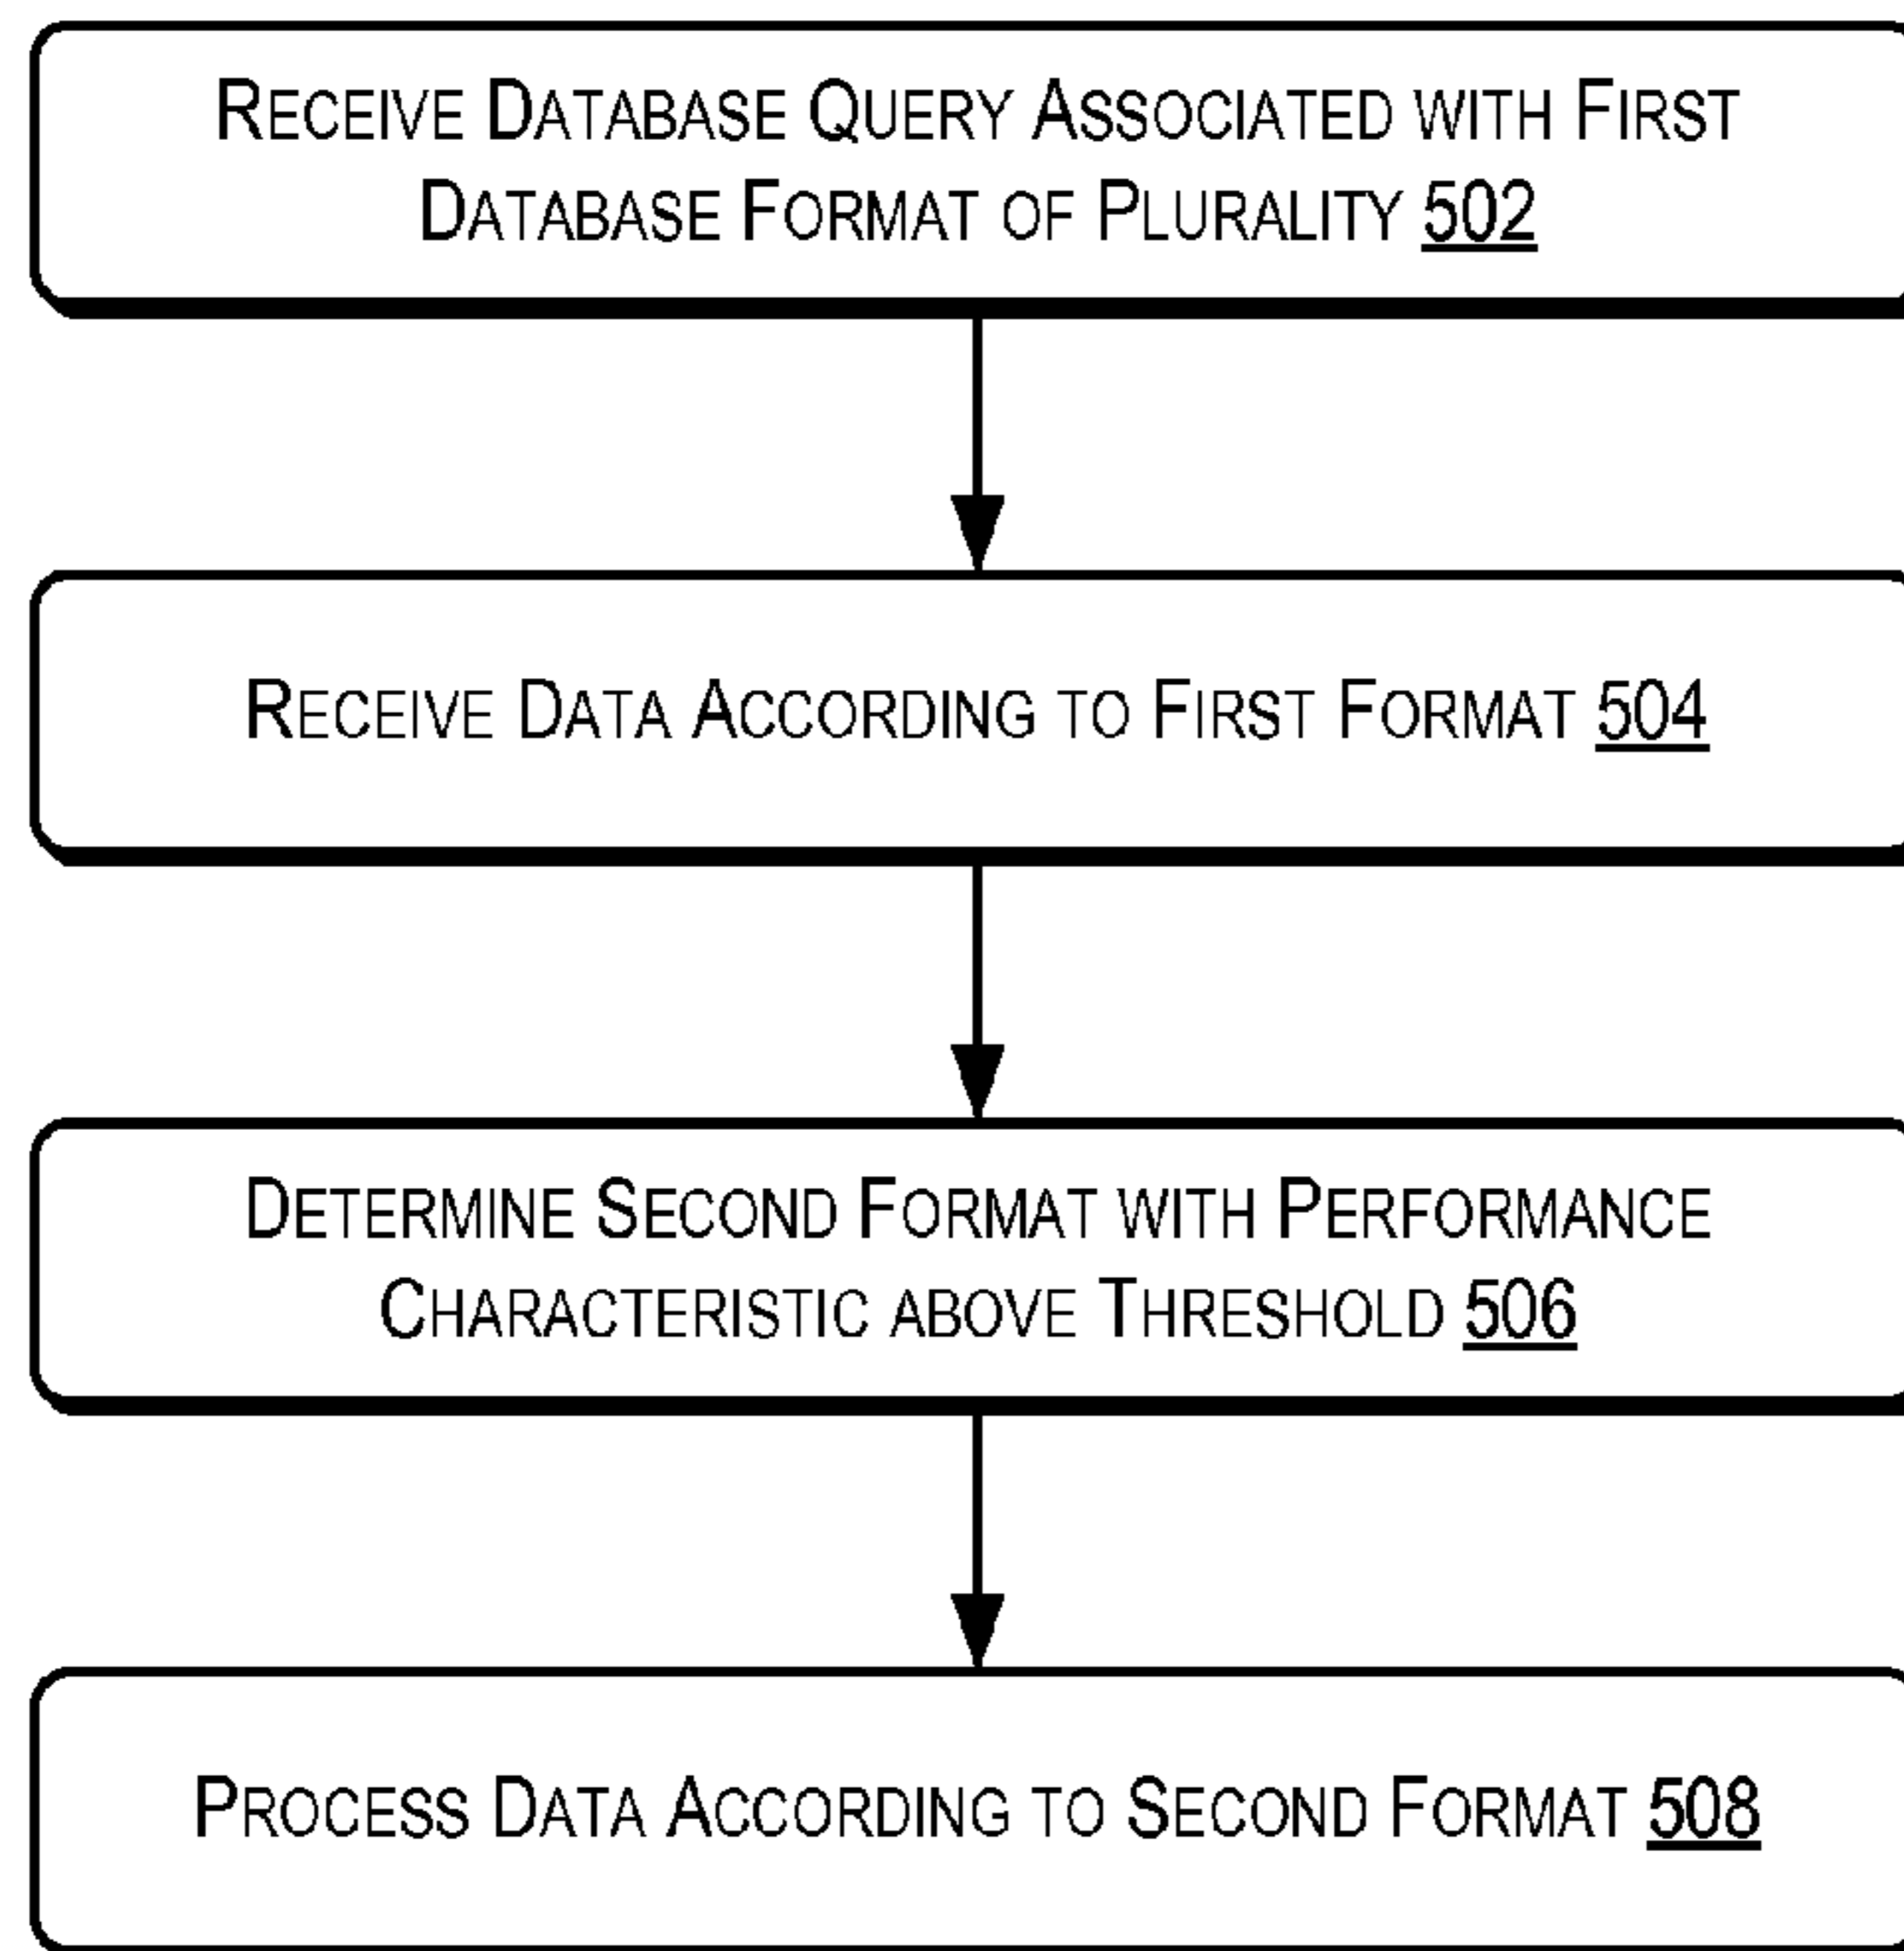 Receive Database Query Associated with First
Database Format of Plurality 502
Receive Data According to First Format 504
Determine Second Format with Performance
Characteristic above Threshold 506
Process Data According to Second Format 508